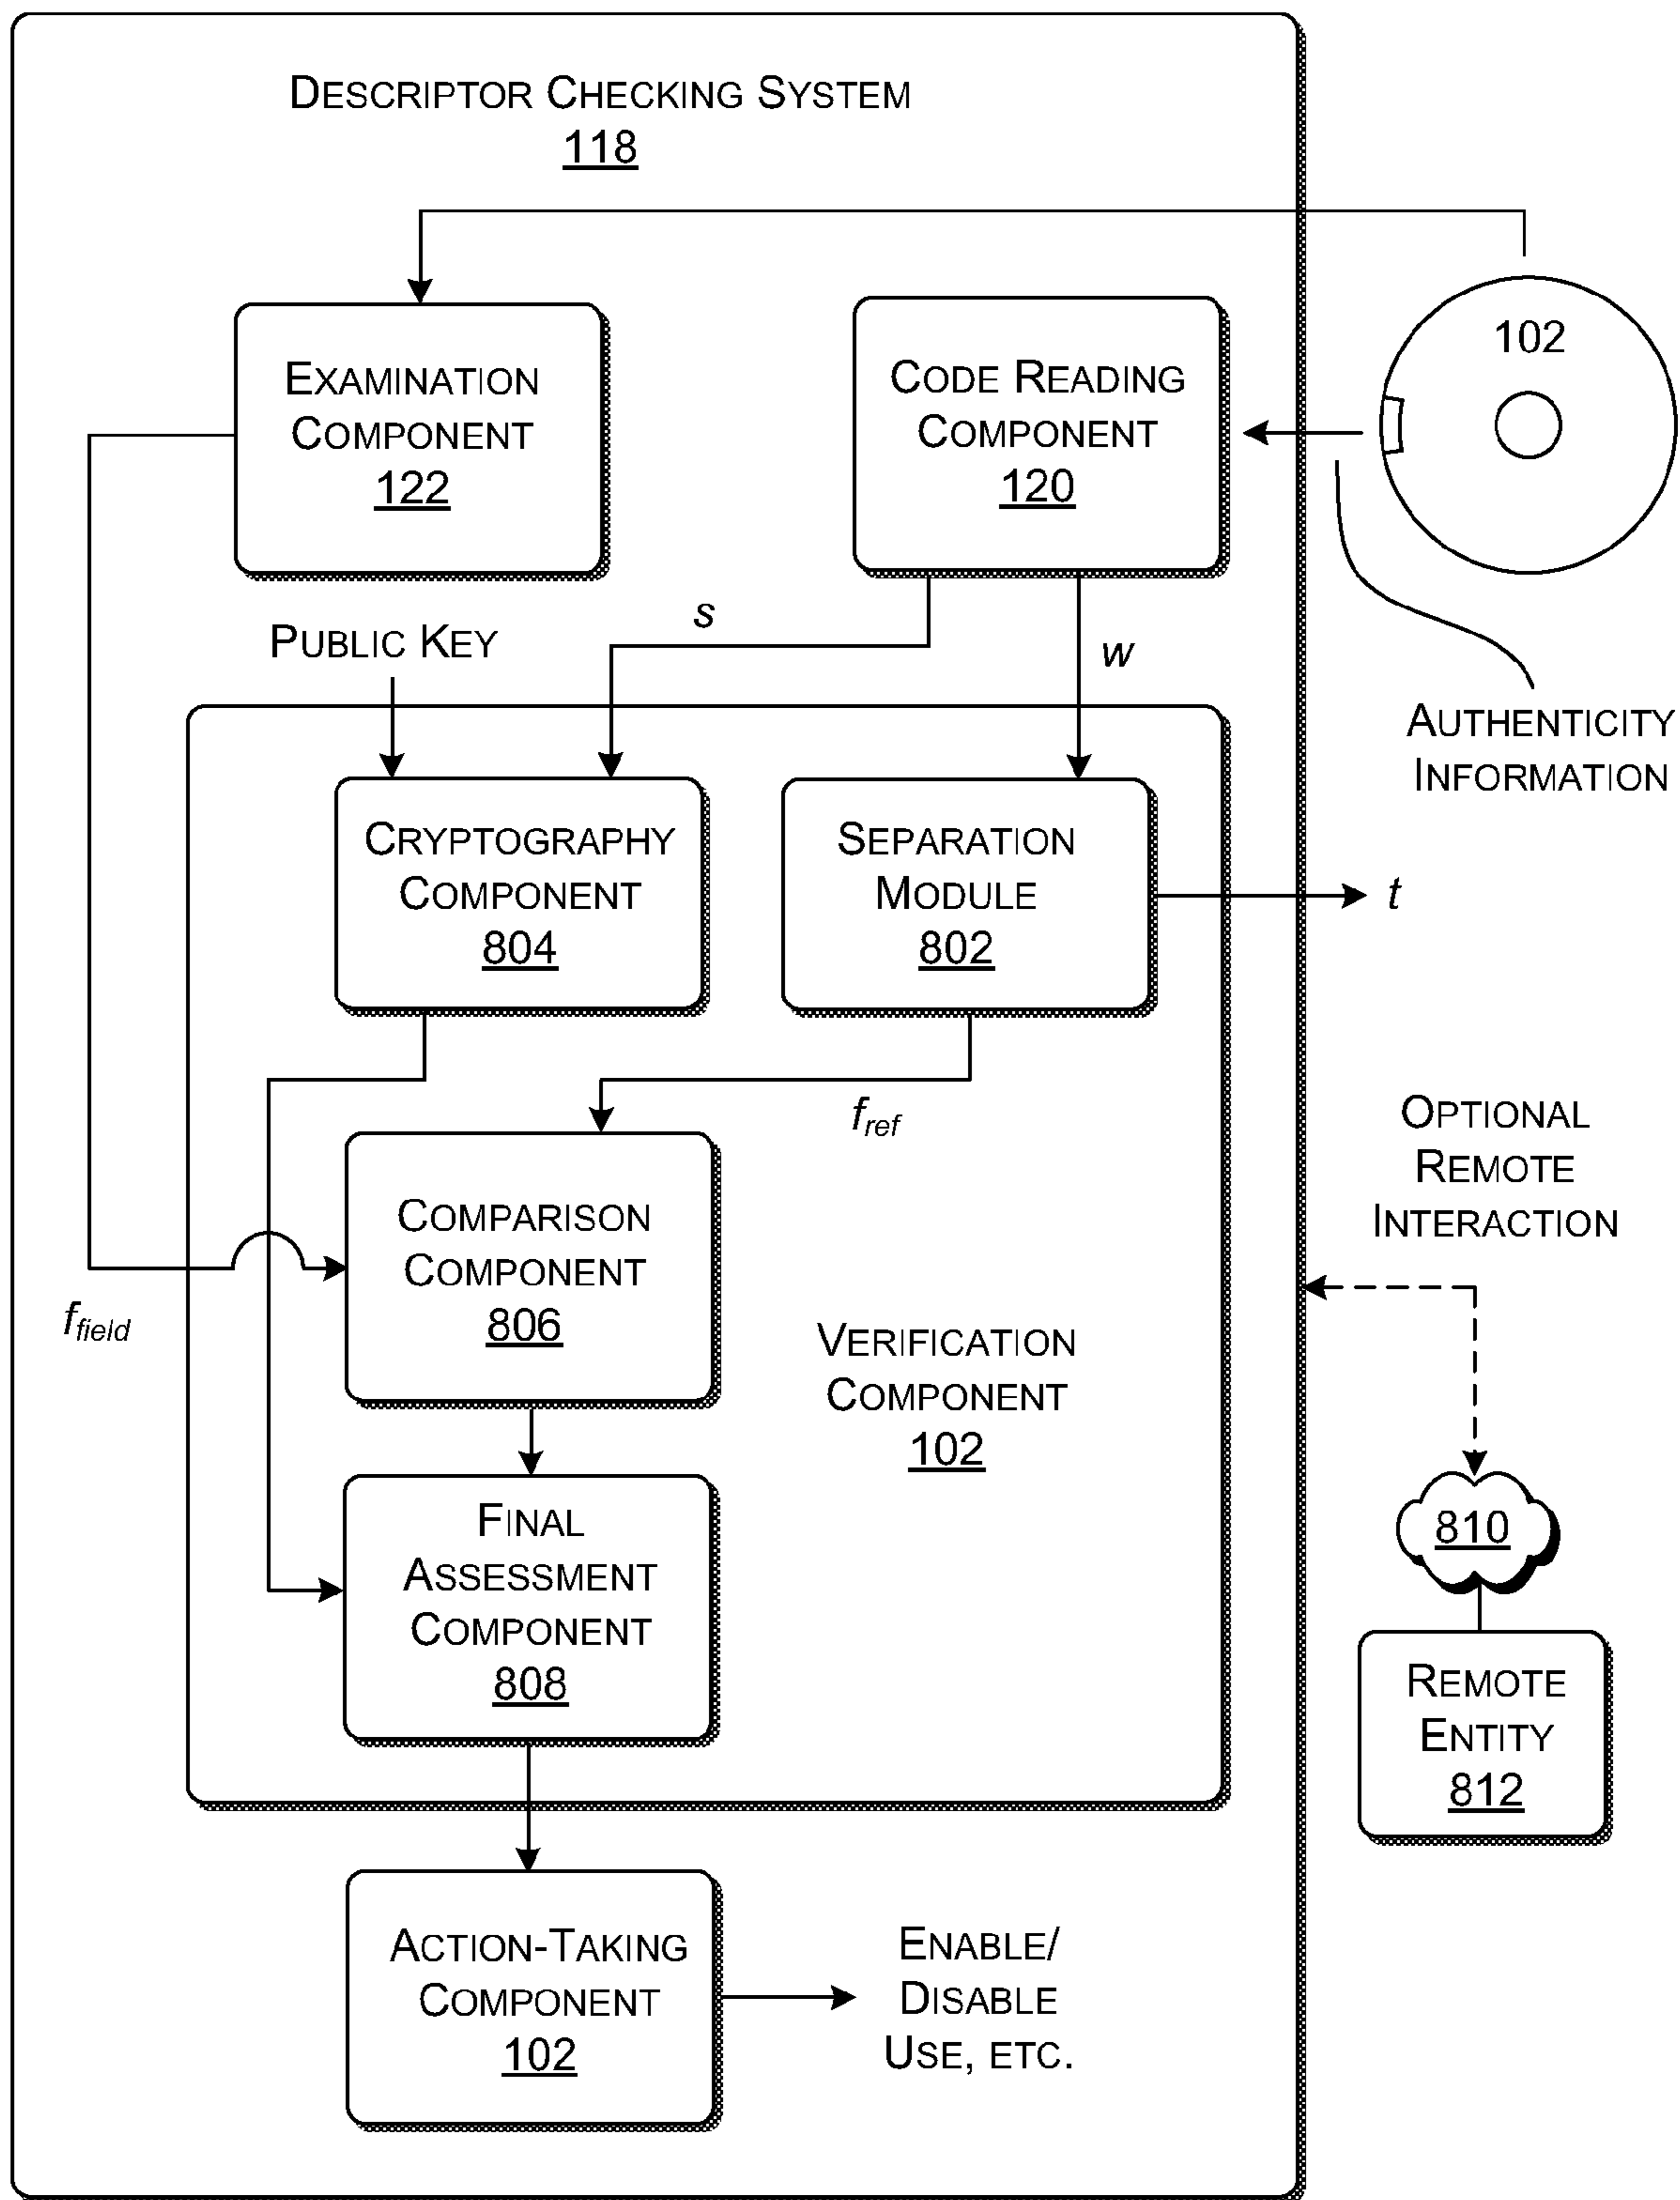 DESCRIPTOR CHECKING SYSTEM
118
EXAMINATION
COMPONENT
122
CODE READING
COMPONENT
120
102
AUTHENTICITY
INFORMATION
PUBLIC KEY
s
w
CRYPTOGRAPHY
COMPONENT
804
SEPARATION
MODULE
802
t
f_ref
f_field
COMPARISON
COMPONENT
806
VERIFICATION
COMPONENT
102
OPTIONAL
REMOTE
INTERACTION
FINAL
ASSESSMENT
COMPONENT
808
810
REMOTE
ENTITY
812
ACTION-TAKING
COMPONENT
102
ENABLE/
DISABLE
USE, ETC.